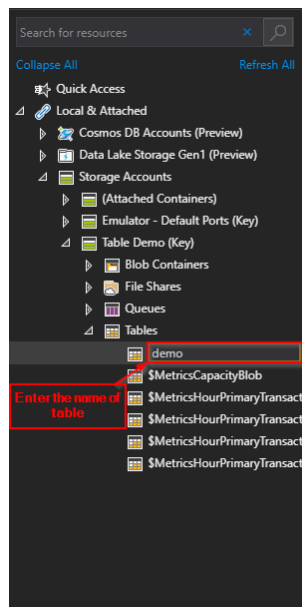 Search for resources
Collapse All Refresh All
Quick Access
Local & Attached
Cosmos DB Accounts (Preview)
Data Lake Storage Gen1 (Preview)
Storage Accounts
(Attached Containers)
Emulator - Default Ports (Key)
Table Demo (Key)
Blob Containers
File Shares
Queues
Tables
demo
$MetricsCapacityBlob
Enter the name of
table
$MetricsHourPrimaryTransact
$MetricsHourPrimaryTransact
$MetricsHourPrimaryTransact
$MetricsHourPrimaryTransact